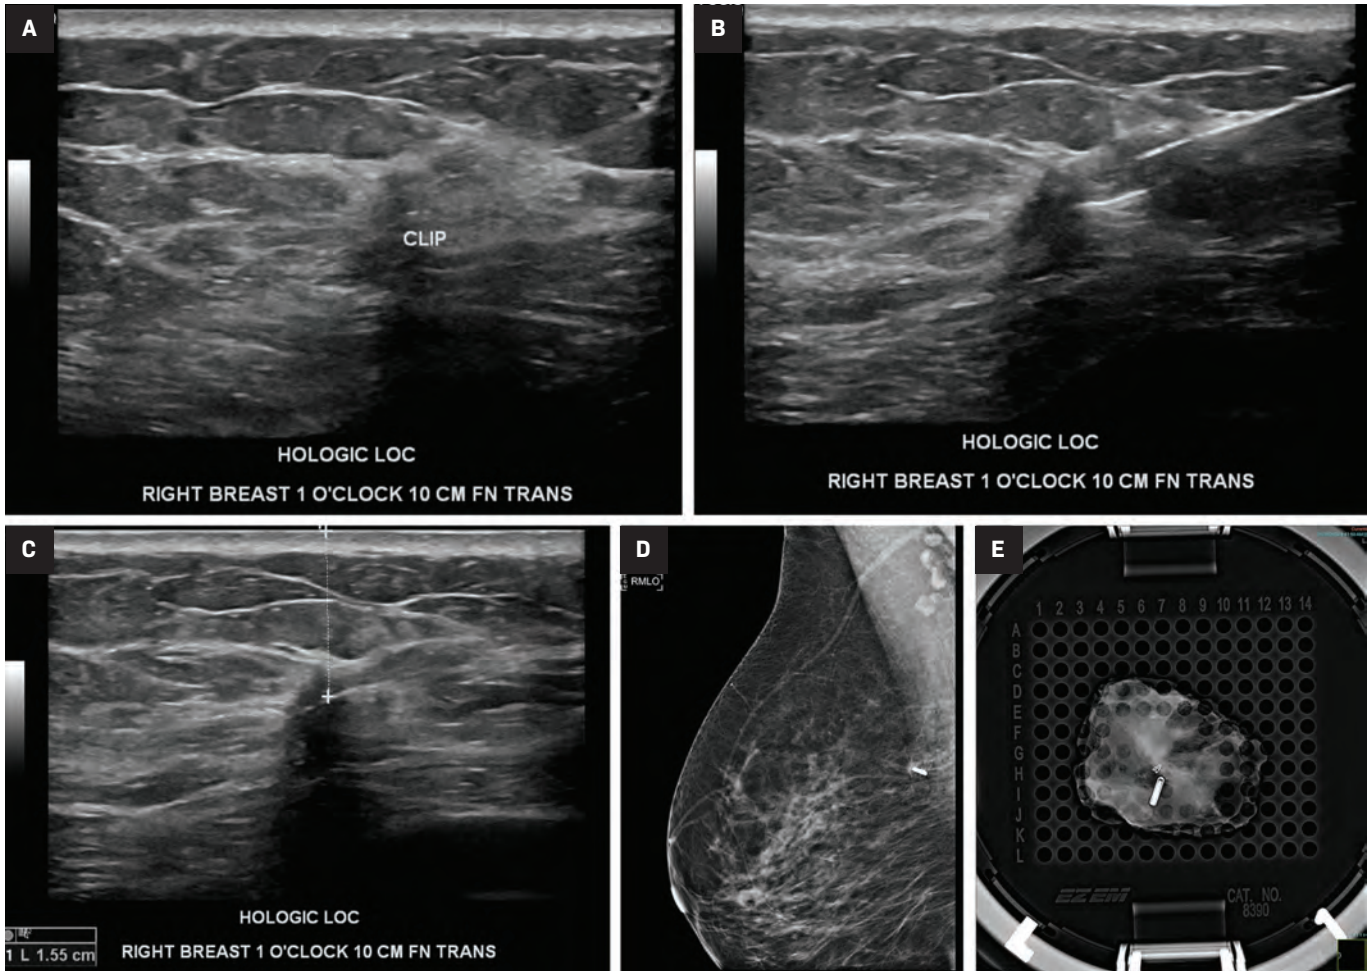 A
CLIP
HOLOGIC LOC
RIGHT BREAST 1 O'CLOCK 10 CM FN TRANS
B
HOLOGIC LOC
RIGHT BREAST 1 O'CLOCK 10 CM FN TRANS
C
1 L 1.55 cm
HOLOGIC LOC
RIGHT BREAST 1 O'CLOCK 10 CM FN TRANS
D
RMLO
E
1 2 3 4 5 6 7 8 9 10 11 12 13 14
A
B
C
D
E
F
G
H
I
J
K
L
EZEM
CAT. NO.
8390